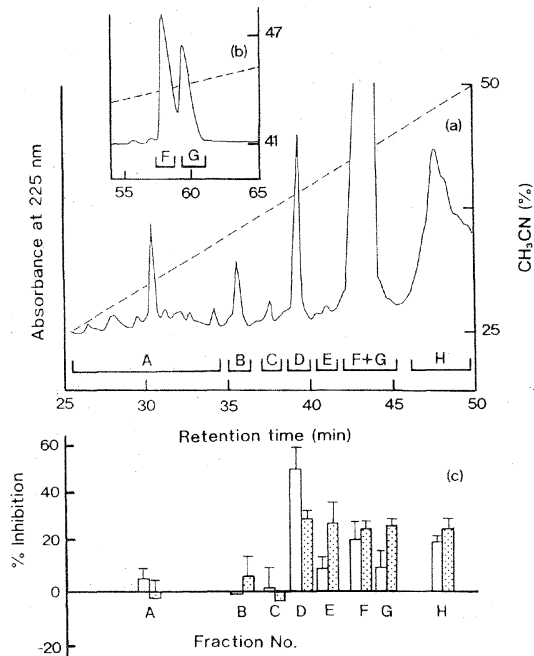 47
(b)
41
F G
55 60 65
50
(a)
Absorbance at 225 nm
CH₃CN (%)
25
A B C D E F+G H
25 30 35 40 45 50
Retention time (min)
60
(c)
40
% Inhibition
20
0
A B C D E F G H
-20
Fraction No.